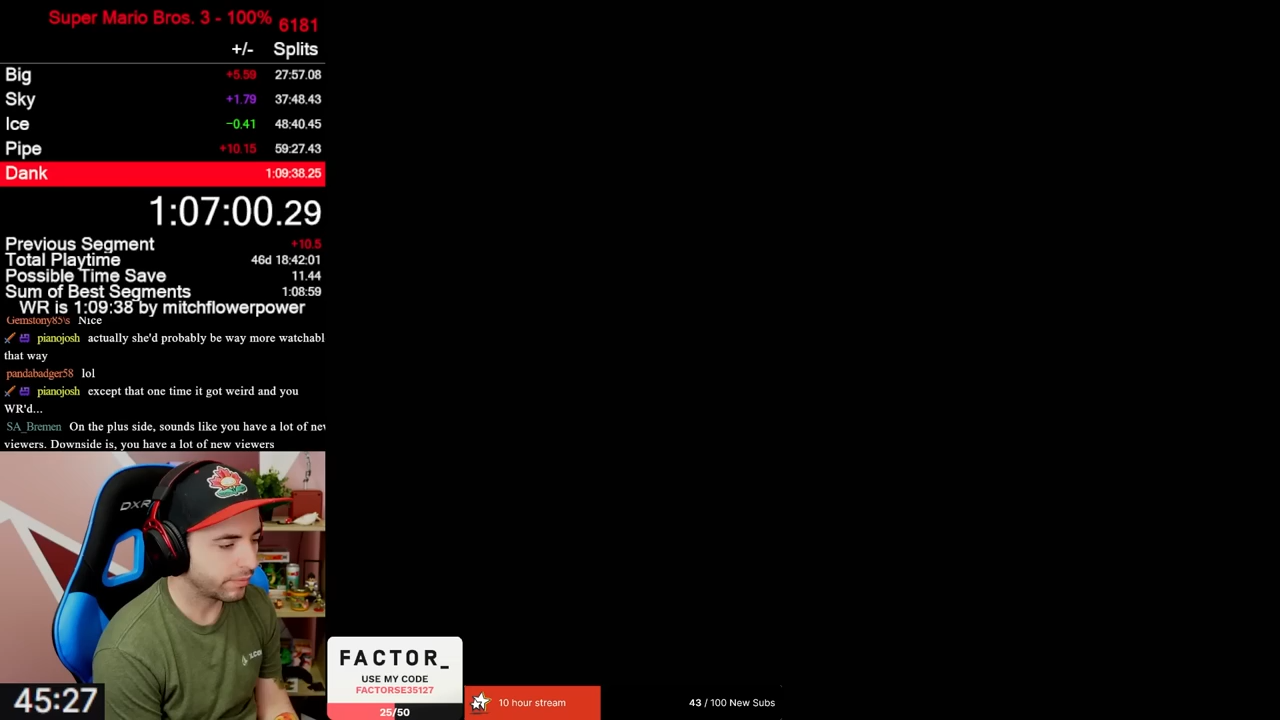 Super Mario Bros. 3 - 100% 6181
+/- Splits
Big +5.59 27:57.08
Sky +1.79 37:48.43
Ice −0.41 48:40.45
Pipe +10.15 59:27.43
Dank 1:09:38.25
1:07:00.29
Previous Segment +10.5
Total Playtime 46d 18:42:01
Possible Time Save 11.44
Sum of Best Segments 1:08:59
WR is 1:09:38 by mitchflowerpower
Gemstony85\s Nice
pianojosh actually she'd probably be way more watchabl
that way
pandabadger58 lol
pianojosh except that one time it got weird and you
WR'd...
SA_Bremen On the plus side, sounds like you have a lot of nev
viewers. Downside is, you have a lot of new viewers
DXR
45:27
FACTOR_
USE MY CODE
FACTORSE35127
25/50
10 hour stream
43 / 100 New Subs